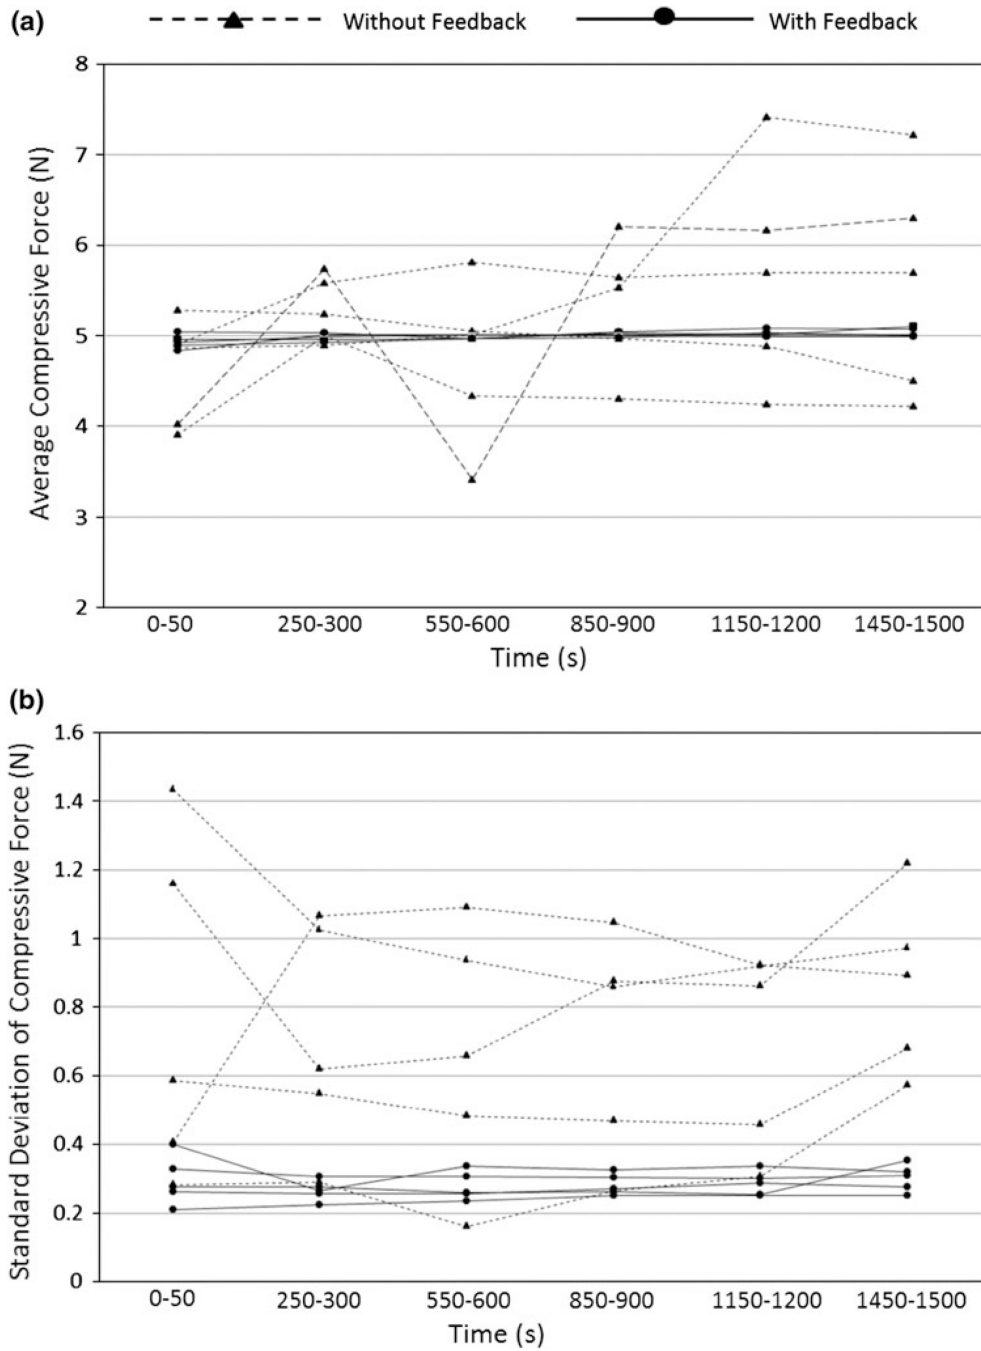 (a) Without Feedback With Feedback
8
7
6
5
4
3
2
Average Compressive Force (N)
0-50 250-300 550-600 850-900 1150-1200 1450-1500
Time (s)
(b)
1.6
1.4
1.2
1
0.8
0.6
0.4
0.2
0
Standard Deviation of Compressive Force (N)
0-50 250-300 550-600 850-900 1150-1200 1450-1500
Time (s)